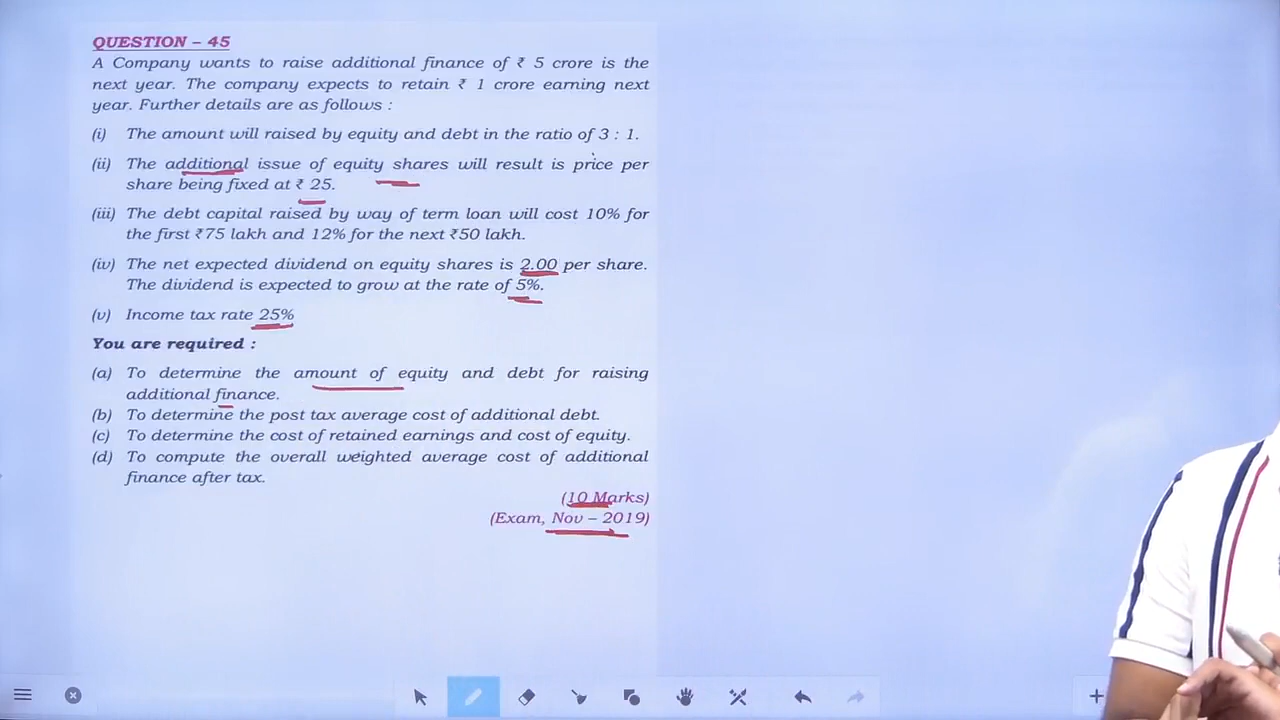 QUESTION – 45
A Company wants to raise additional finance of ₹ 5 crore is the
next year. The company expects to retain ₹ 1 crore earning next
year. Further details are as follows :
(i) The amount will raised by equity and debt in the ratio of 3 : 1.
(ii) The additional issue of equity shares will result is price per
share being fixed at ₹ 25.
(iii) The debt capital raised by way of term loan will cost 10% for
the first ₹75 lakh and 12% for the next ₹50 lakh.
(iv) The net expected dividend on equity shares is 2.00 per share.
The dividend is expected to grow at the rate of 5%.
(v) Income tax rate 25%
You are required :
(a) To determine the amount of equity and debt for raising
additional finance.
(b) To determine the post tax average cost of additional debt.
(c) To determine the cost of retained earnings and cost of equity.
(d) To compute the overall weighted average cost of additional
finance after tax.
(10 Marks)
(Exam, Nov – 2019)